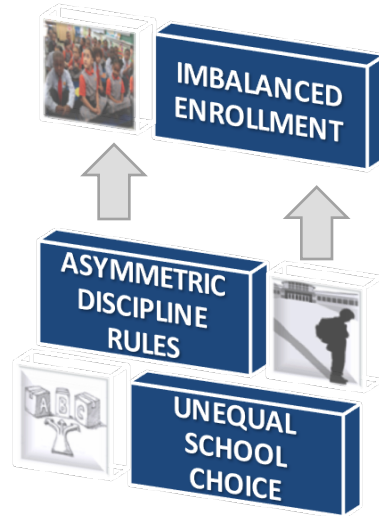 IMBALANCED
ENROLLMENT
ASYMMETRIC
DISCIPLINE
RULES
A B G
UNEQUAL
SCHOOL
CHOICE